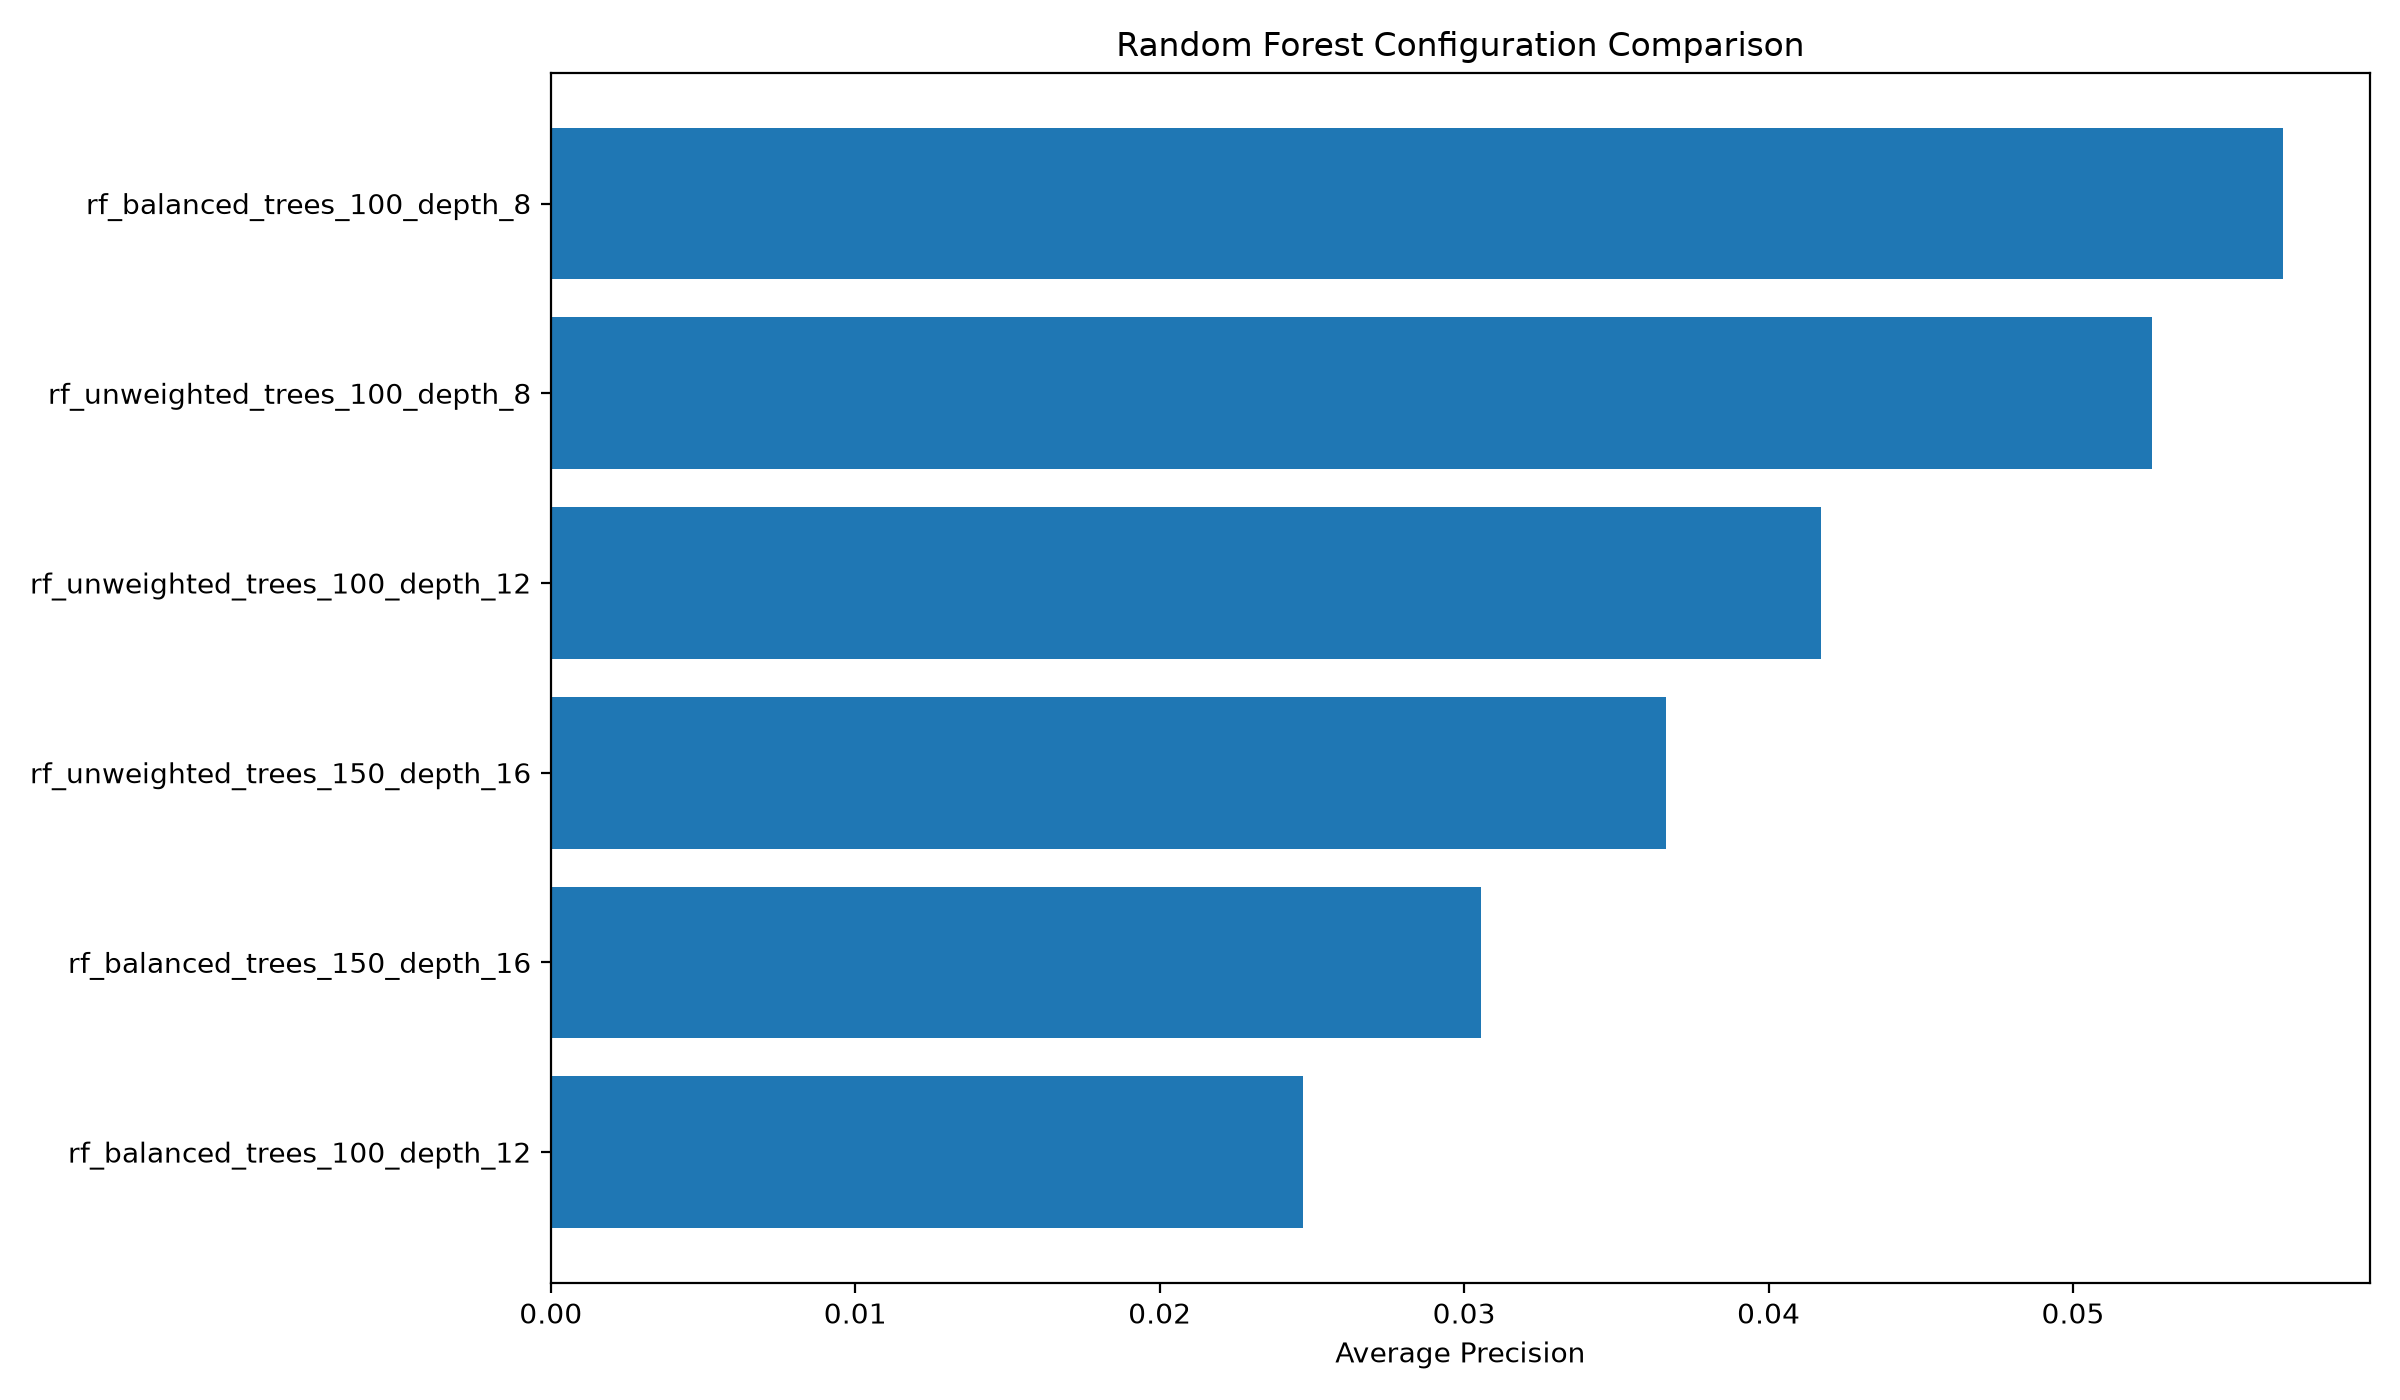 Random Forest Configuration Comparison
rf_balanced_trees_100_depth_8
rf_unweighted_trees_100_depth_8
rf_unweighted_trees_100_depth_12
rf_unweighted_trees_150_depth_16
rf_balanced_trees_150_depth_16
rf_balanced_trees_100_depth_12
0.00 0.01 0.02 0.03 0.04 0.05
Average Precision